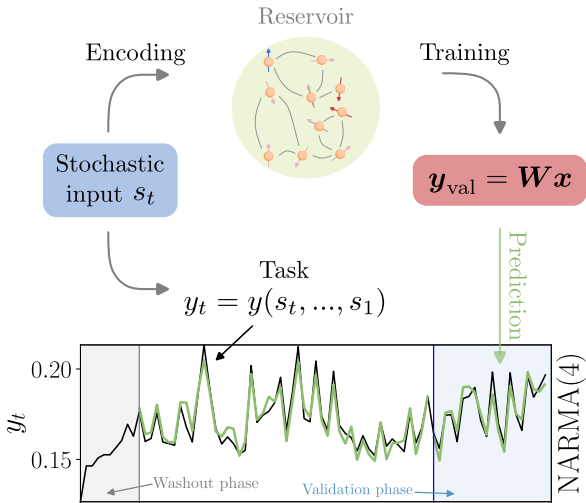 Reservoir
Encoding
Training
Stochastic
input s_t
y_val = Wx
Prediction
Task
y_t = y(s_t, ..., s_1)
0.20
0.15
y_t
NARMA(4)
Washout phase
Validation phase